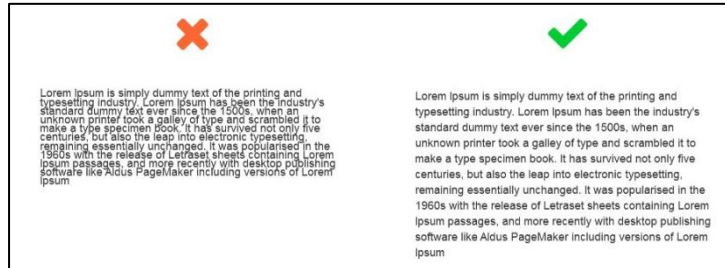 Lorem Ipsum is simply dummy text of the printing and
typesetting industry. Lorem Ipsum has been the industry's
standard dummy text ever since the 1500s, when an
unknown printer took a galley of type and scrambled it to
make a type specimen book. It has survived not only five
centuries, but also the leap into electronic typesetting,
remaining essentially unchanged. It was popularised in the
1960s with the release of Letraset sheets containing Lorem
Ipsum passages, and more recently with desktop publishing
software like Aldus PageMaker including versions of Lorem
Ipsum
Lorem Ipsum is simply dummy text of the printing and
typesetting industry. Lorem Ipsum has been the industry's
standard dummy text ever since the 1500s, when an
unknown printer took a galley of type and scrambled it to
make a type specimen book. It has survived not only five
centuries, but also the leap into electronic typesetting,
remaining essentially unchanged. It was popularised in the
1960s with the release of Letraset sheets containing Lorem
Ipsum passages, and more recently with desktop publishing
software like Aldus PageMaker including versions of Lorem
Ipsum